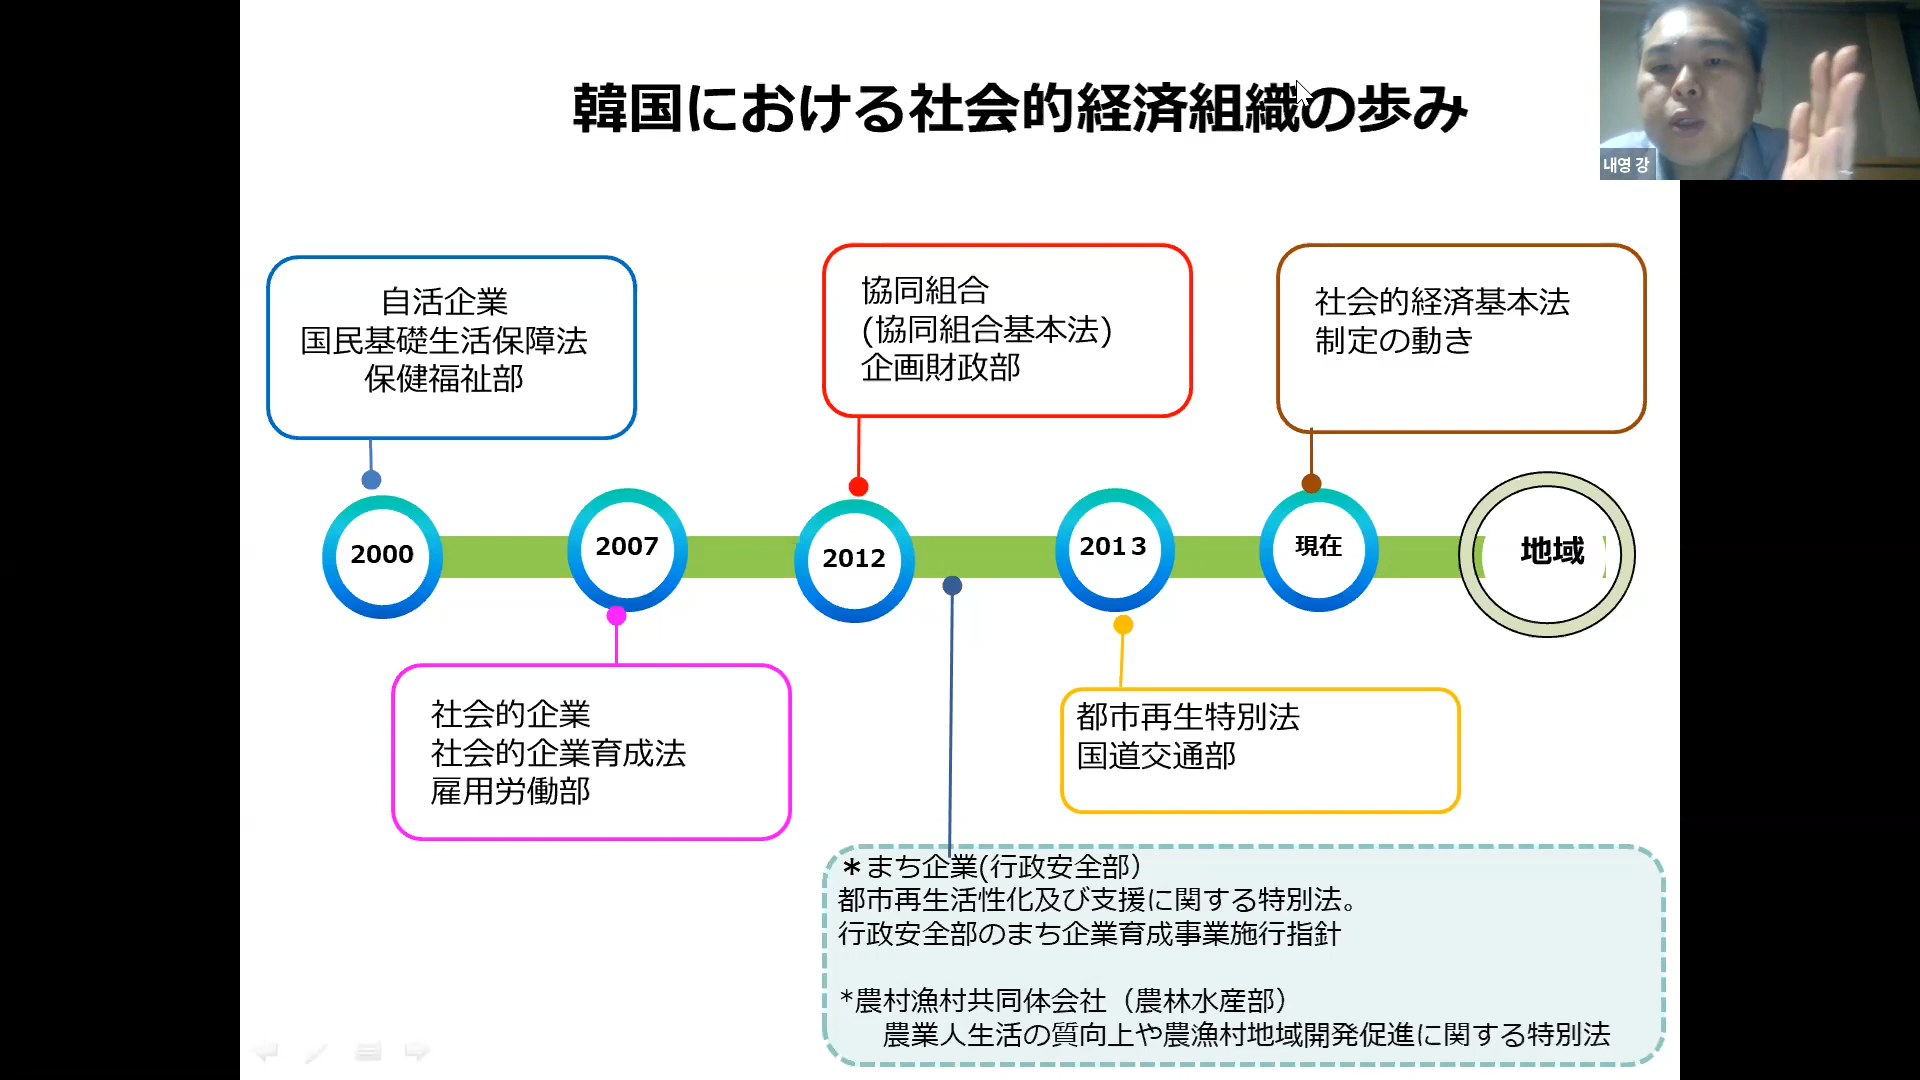 韓国における社会的経済組織の歩み
내영 강
自活企業
国民基礎生活保障法
保健福祉部
協同組合
(協同組合基本法)
企画財政部
社会的経済基本法
制定の動き
2000
2007
2012
2013
現在
地域
社会的企業
社会的企業育成法
雇用労働部
都市再生特別法
国道交通部
*まち企業(行政安全部）
都市再生活性化及び支援に関する特別法。
行政安全部のまち企業育成事業施行指針
*農村漁村共同体会社（農林水産部）
農業人生活の質向上や農漁村地域開発促進に関する特別法